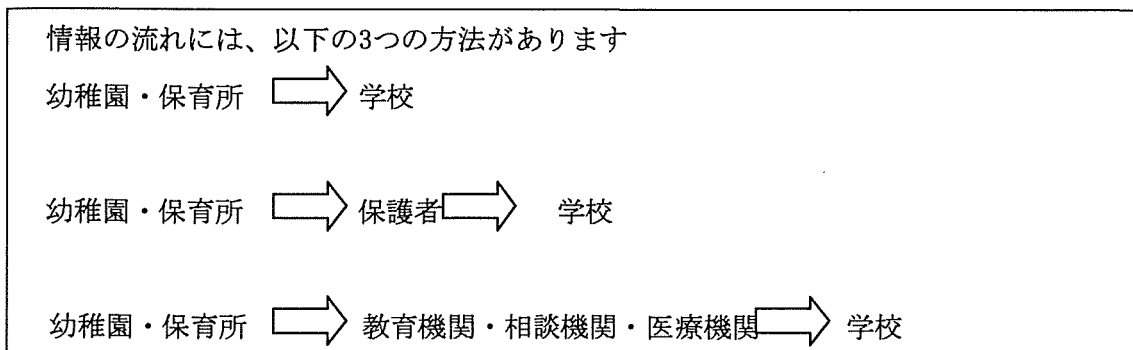 情報の流れには、以下の3つの方法があります
幼稚園・保育所 学校
幼稚園・保育所 保護者 学校
幼稚園・保育所 教育機関・相談機関・医療機関 学校